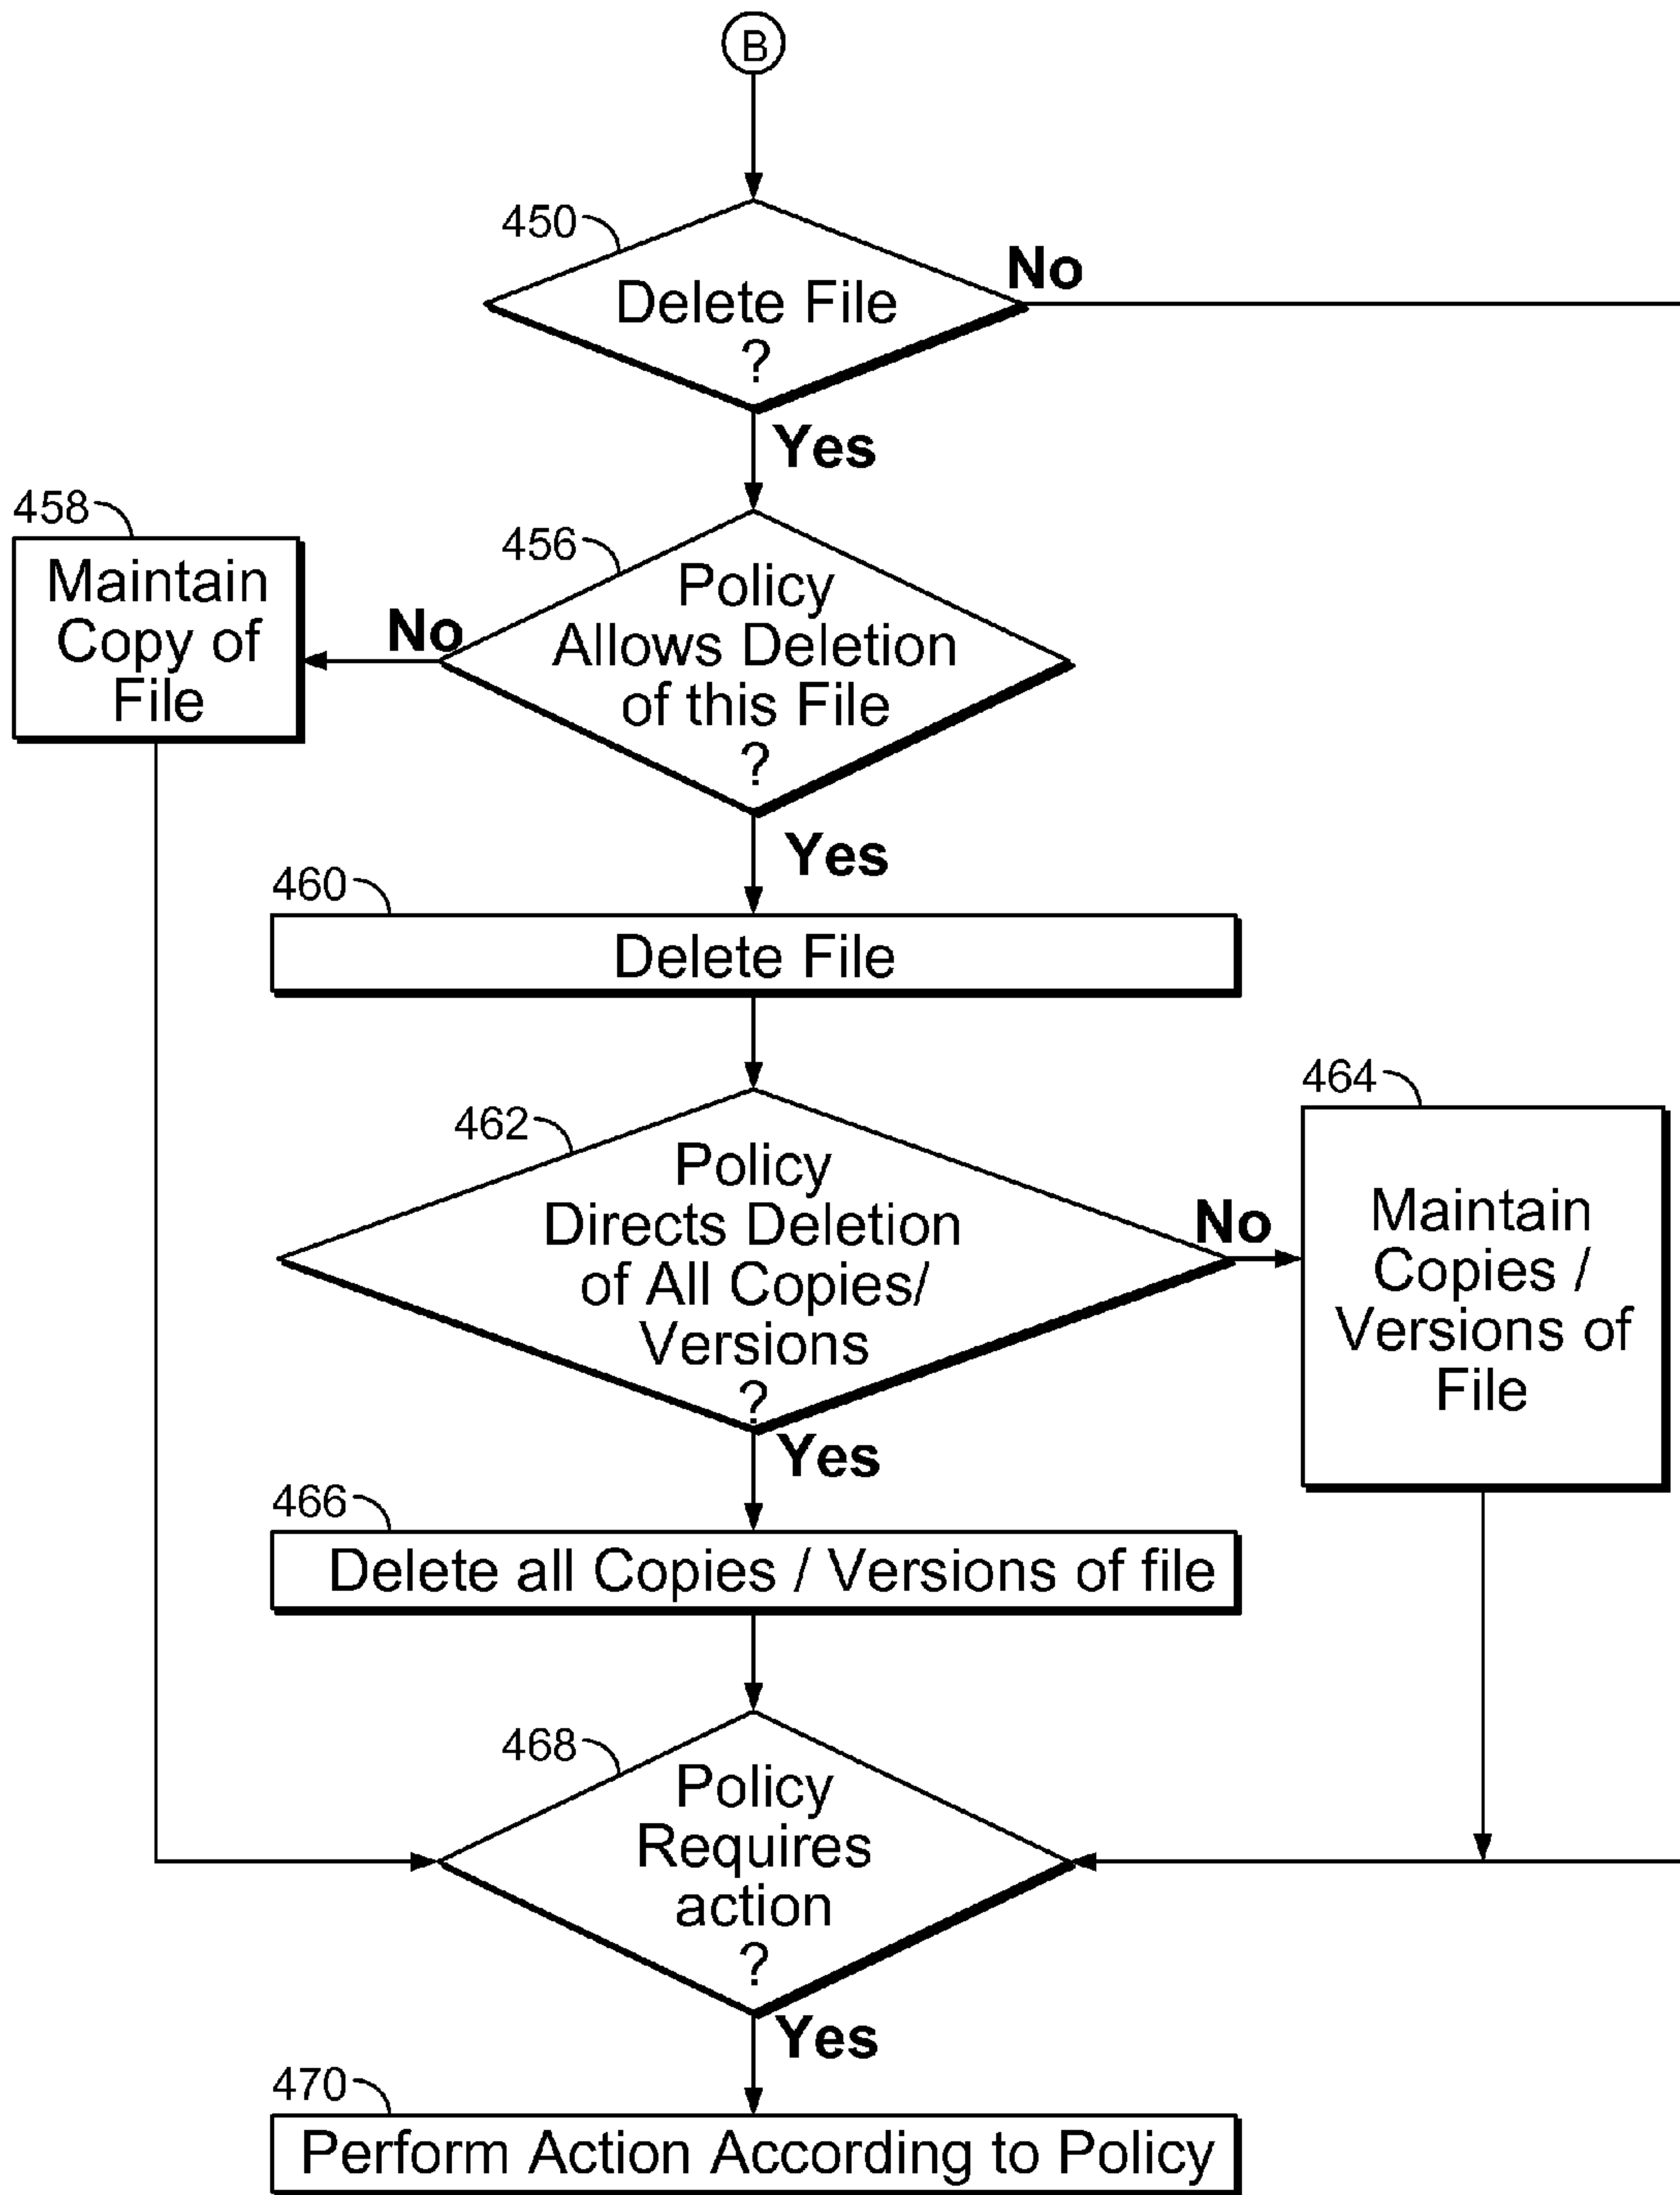 B
450
Delete File
?
No
Yes
458
Maintain
Copy of
File
No
456
Policy
Allows Deletion
of this File
?
Yes
460
Delete File
462
Policy
Directs Deletion
of All Copies/
Versions
?
No
464
Maintain
Copies /
Versions of
File
Yes
466
Delete all Copies / Versions of file
468
Policy
Requires
action
?
Yes
470
Perform Action According to Policy